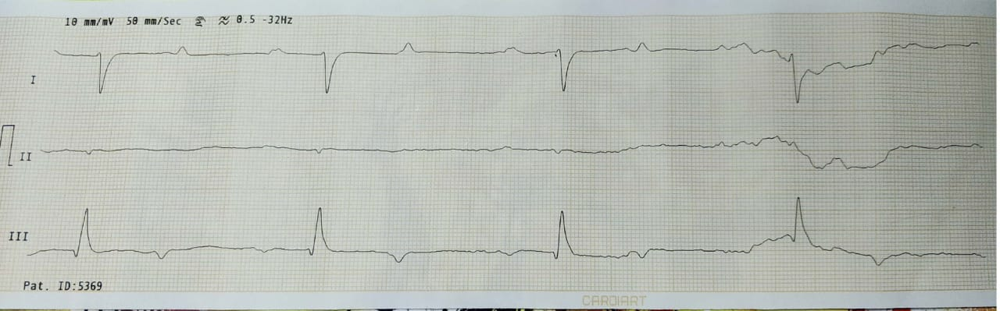 10 mm/mV 50 mm/Sec 0.5 -32Hz
I
II
III
Pat. ID:5369
CARDIART